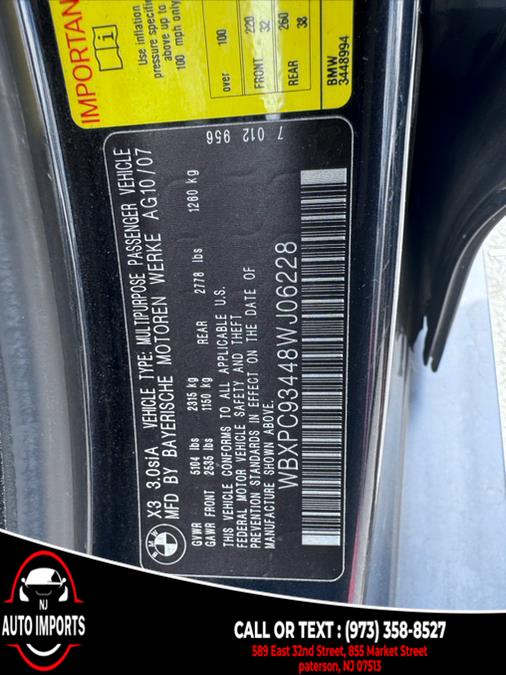 IMPORTAN
Use inflation
pressure specified
above for
100 mph only
over 100
FRONT 220
32
REAR 260
38
BMW
3448994
7 012 956
X3 3.0siA VEHICLE TYPE: MULTIPURPOSE PASSENGER VEHICLE
MFD BY BAYERISCHE MOTOREN WERKE AG10/07
GVWR 5104 lbs 2315 kg
GAWR FRONT 2535 lbs 1150 kg REAR 2778 lbs 1260 kg
THIS VEHICLE CONFORMS TO ALL APPLICABLE U.S.
FEDERAL MOTOR VEHICLE SAFETY AND THEFT
PREVENTION STANDARDS IN EFFECT ON THE DATE OF
MANUFACTURE SHOWN ABOVE.
WBXPC93448WJ06228
BMW
NJ
AUTO IMPORTS
CALL OR TEXT : (973) 358-8527
589 East 32nd Street, 855 Market Street
paterson, NJ 07513